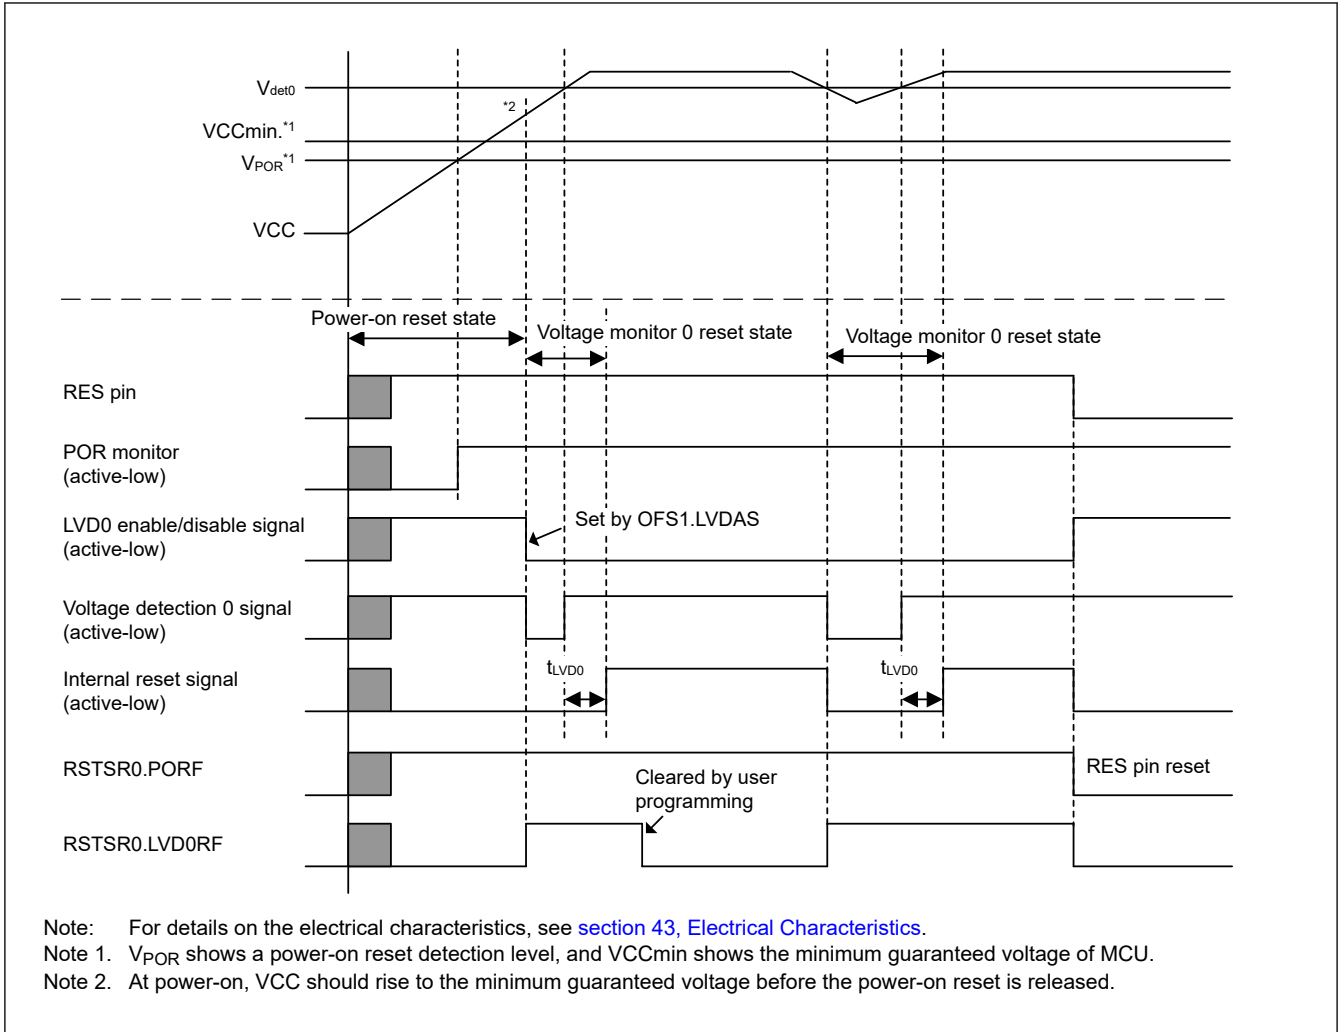 Vdet0
*2
VCCmin.*1
VPOR*1
VCC
Power-on reset state
Voltage monitor 0 reset state
Voltage monitor 0 reset state
RES pin
POR monitor
(active-low)
LVD0 enable/disable signal
(active-low)
Set by OFS1.LVDAS
Voltage detection 0 signal
(active-low)
tLVD0
tLVD0
Internal reset signal
(active-low)
RSTSR0.PORF
RES pin reset
Cleared by user
programming
RSTSR0.LVD0RF
Note: For details on the electrical characteristics, see section 43, Electrical Characteristics.
Note 1. VPOR shows a power-on reset detection level, and VCCmin shows the minimum guaranteed voltage of MCU.
Note 2. At power-on, VCC should rise to the minimum guaranteed voltage before the power-on reset is released.